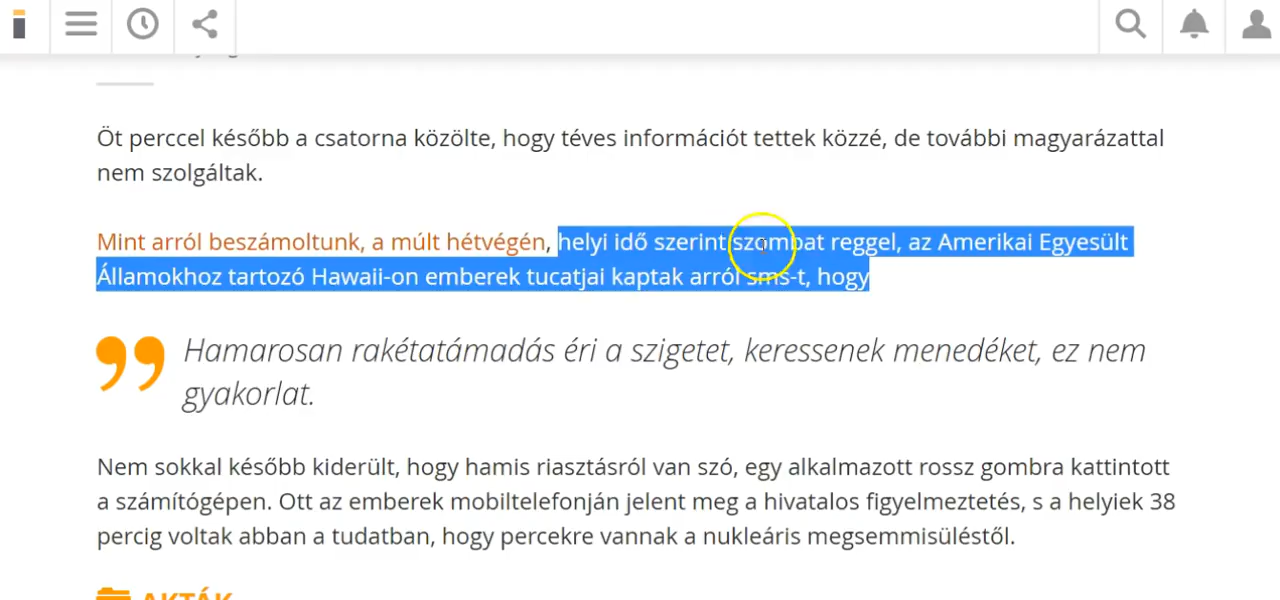 Öt perccel később a csatorna közölte, hogy téves információt tettek közzé, de további magyarázattal
nem szolgáltak.
Mint arról beszámoltunk, a múlt hétvégén, helyi idő szerint szombat reggel, az Amerikai Egyesült
Államokhoz tartozó Hawaii-on emberek tucatjai kaptak arról sms-t, hogy
Hamarosan rakétatámadás éri a szigetet, keressenek menedéket, ez nem
gyakorlat.
Nem sokkal később kiderült, hogy hamis riasztásról van szó, egy alkalmazott rossz gombra kattintott
a számítógépen. Ott az emberek mobiltelefonján jelent meg a hivatalos figyelmeztetés, s a helyiek 38
percig voltak abban a tudatban, hogy percekre vannak a nukleáris megsemmisüléstől.
AKTÁK